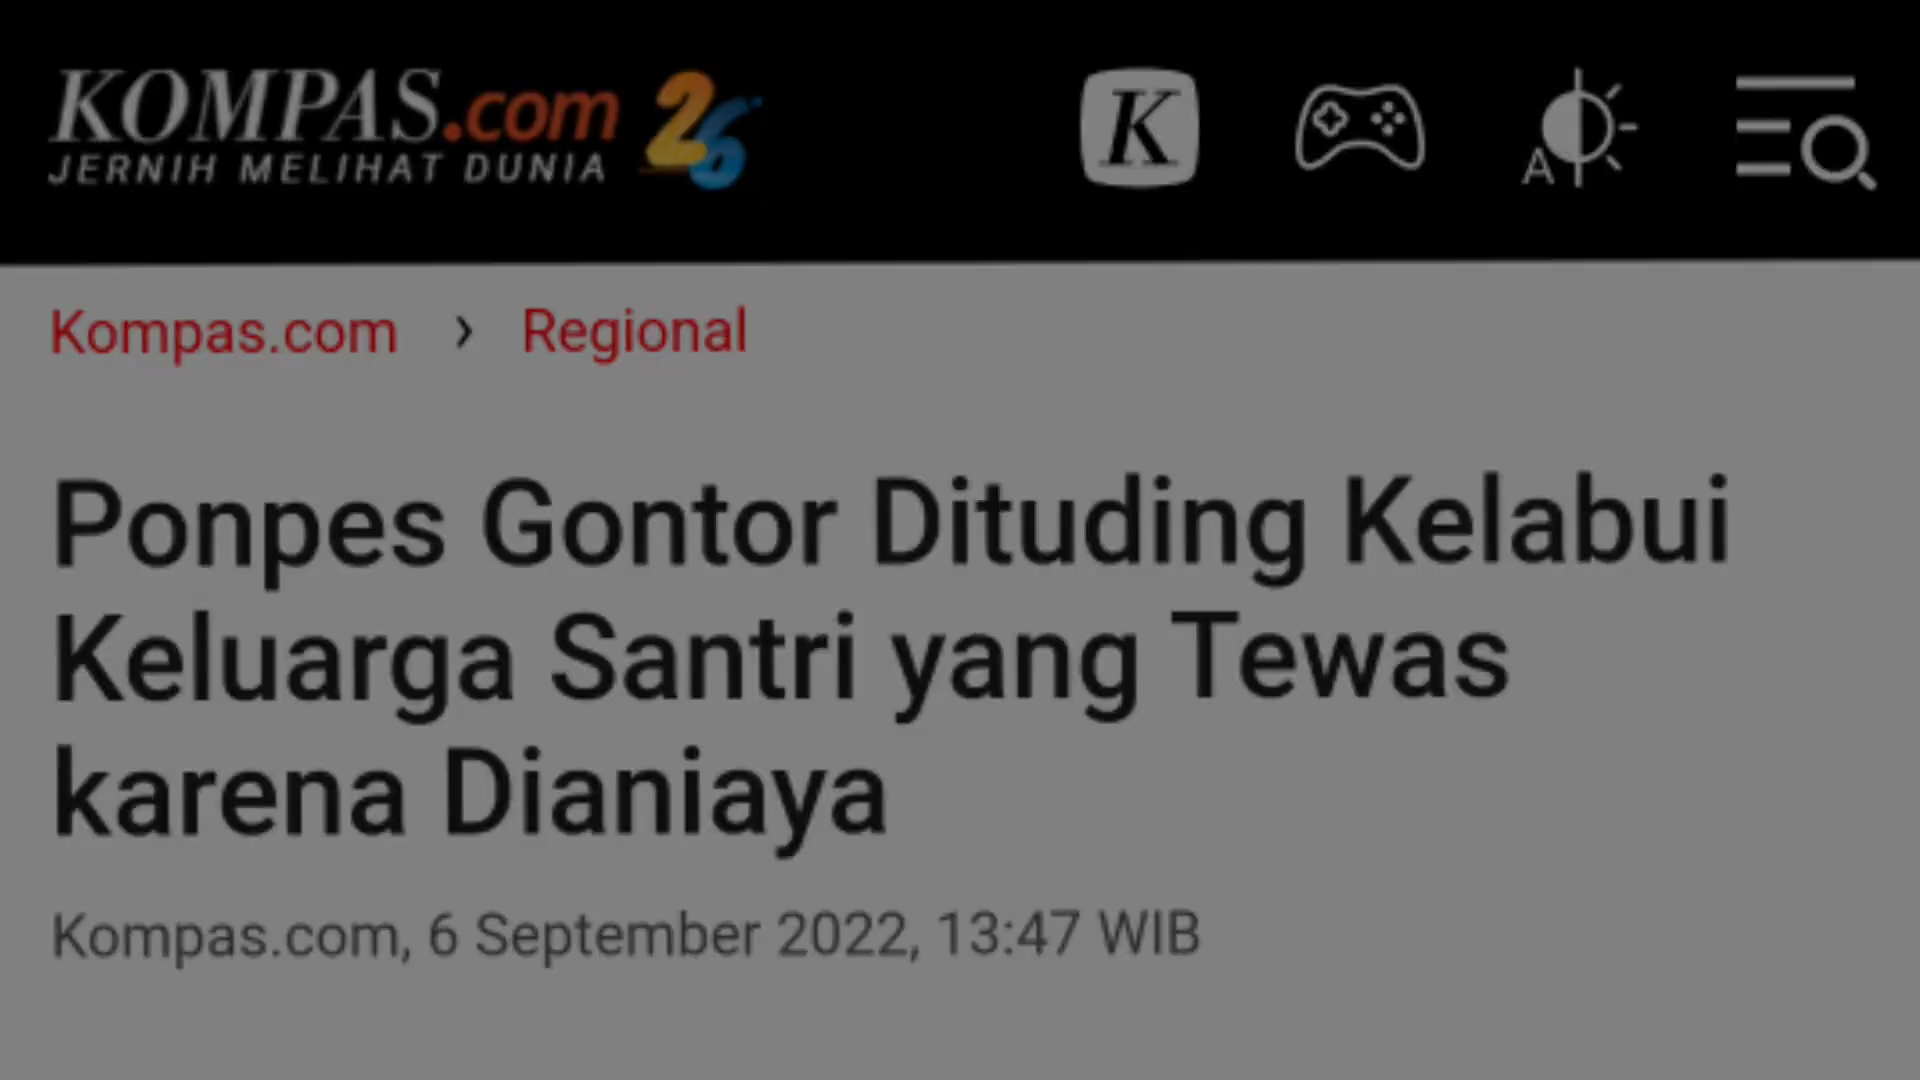 KOMPAS.com 26
JERNIH MELIHAT DUNIA
K
A
Kompas.com › Regional
Ponpes Gontor Dituding Kelabui
Keluarga Santri yang Tewas
karena Dianiaya
Kompas.com, 6 September 2022, 13:47 WIB